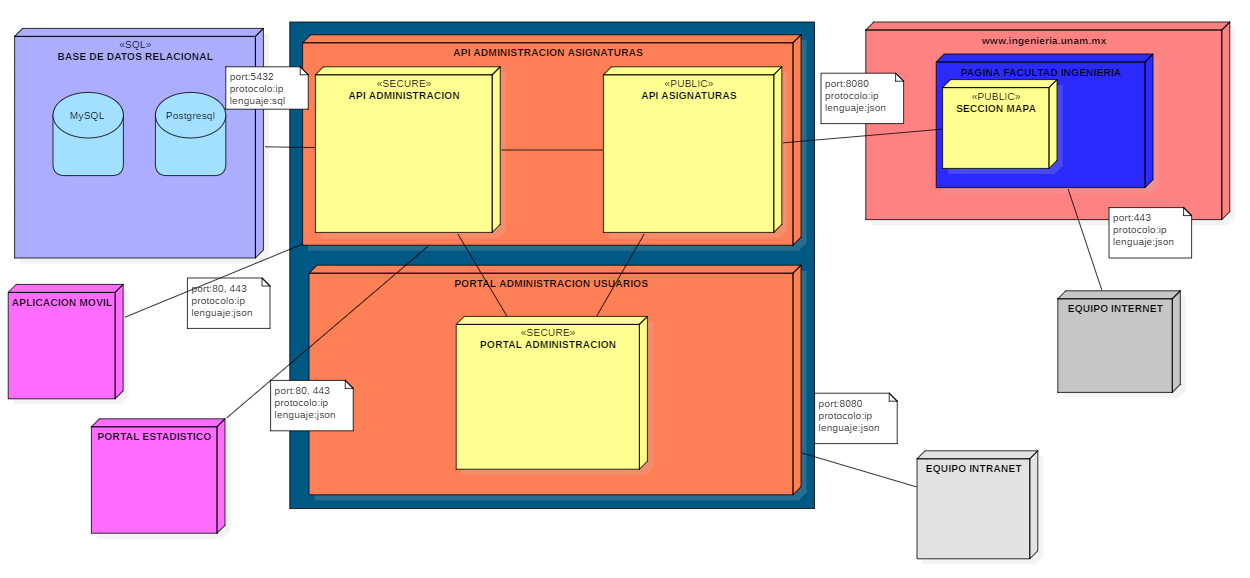 «SQL»
BASE DE DATOS RELACIONAL
MySQL
Postgresql
port:5432
protocolo:ip
lenguaje:sql
API ADMINISTRACION ASIGNATURAS
«SECURE»
API ADMINISTRACION
«PUBLIC»
API ASIGNATURAS
port:8080
protocolo:ip
lenguaje:json
www.ingenieria.unam.mx
PAGINA FACULTAD INGENIERIA
«PUBLIC»
SECCION MAPA
port:443
protocolo:ip
lenguaje:json
APLICACION MOVIL
port:80, 443
protocolo:ip
lenguaje:json
PORTAL ADMINISTRACION USUARIOS
«SECURE»
PORTAL ADMINISTRACION
EQUIPO INTERNET
port:80, 443
protocolo:ip
lenguaje:json
port:8080
protocolo:ip
lenguaje:json
PORTAL ESTADISTICO
EQUIPO INTRANET